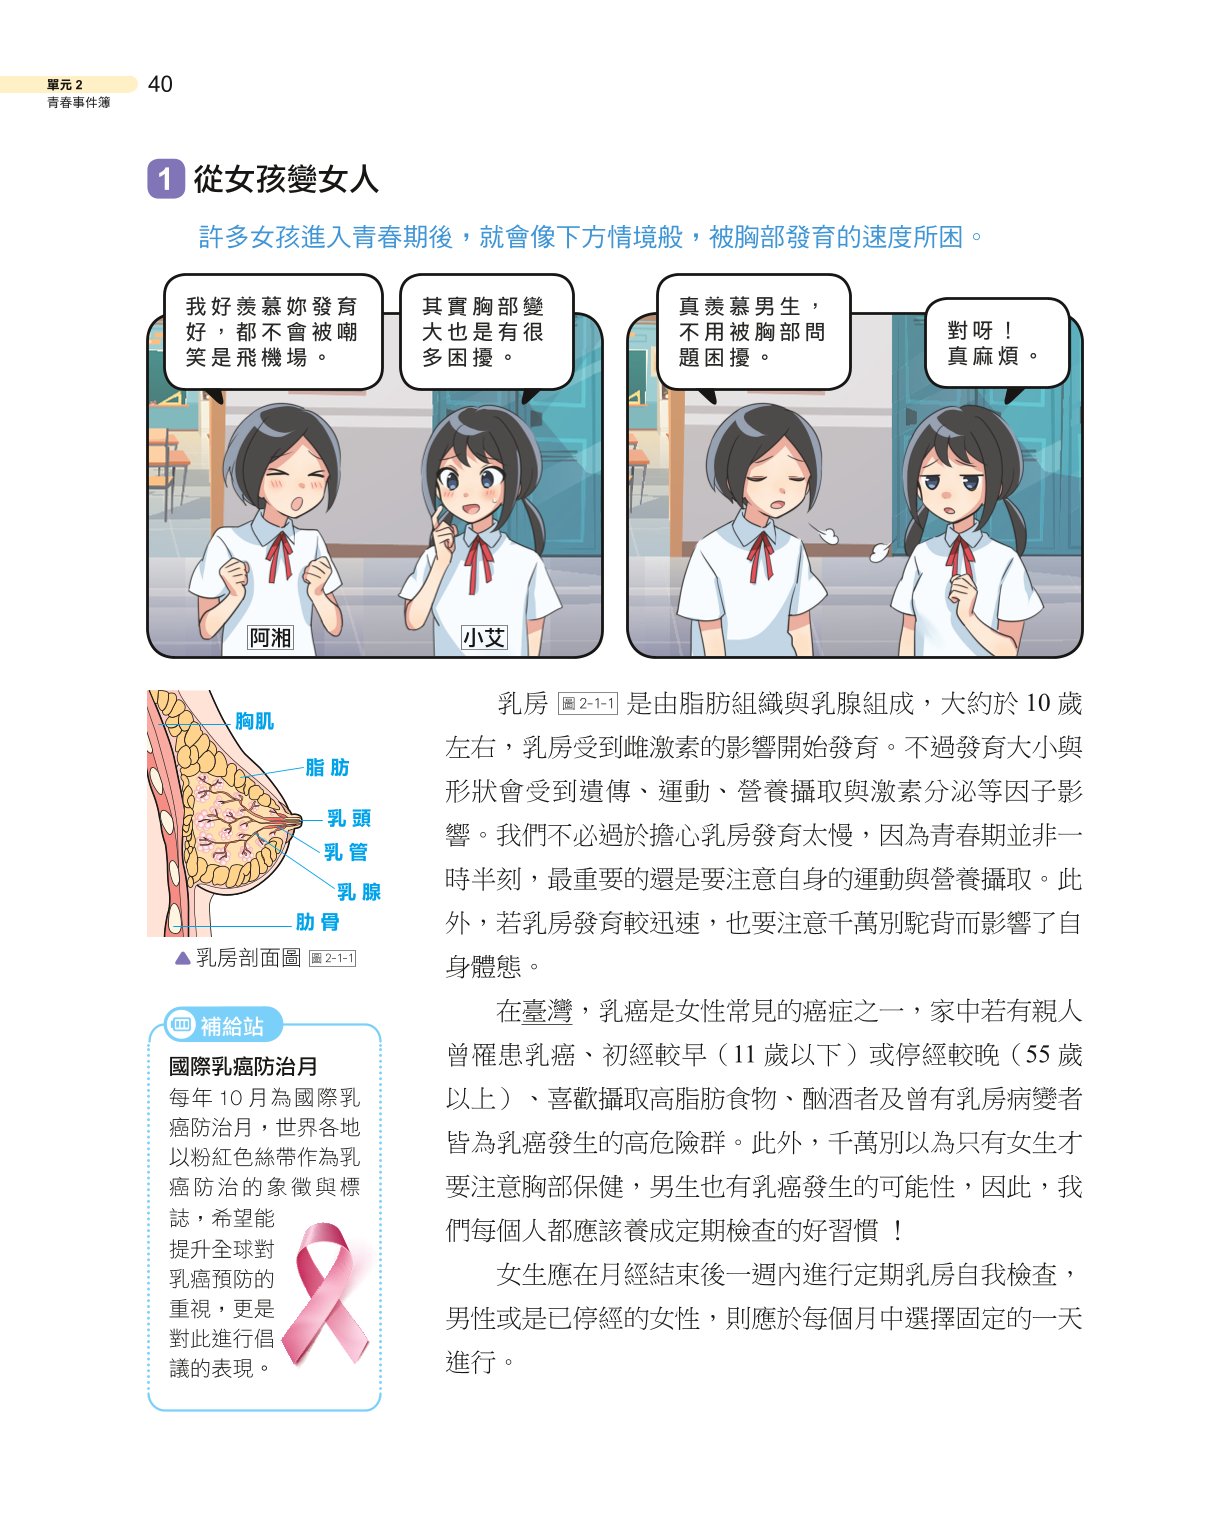 單元 2
青春事件簿
40
1 從女孩變女人
許多女孩進入青春期後，就會像下方情境般，被胸部發育的速度所困。
我好羨慕妳發育
好，都不會被嘲
笑是飛機場。
其實胸部變
大也是有很
多困擾。
阿湘
小艾
真羨慕男生，
不用被胸部問
題困擾。
對呀！
真麻煩。
胸肌
脂肪
乳頭
乳管
乳腺
肋骨
▲乳房剖面圖 圖2-1-1
補給站
國際乳癌防治月
每年 10 月為國際乳
癌防治月，世界各地
以粉紅色絲帶作為乳
癌防治的象徵與標
誌，希望能
提升全球對
乳癌預防的
重視，更是
對此進行倡
議的表現。
乳房 圖2-1-1 是由脂肪組織與乳腺組成，大約於 10 歲
左右，乳房受到雌激素的影響開始發育。不過發育大小與
形狀會受到遺傳、運動、營養攝取與激素分泌等因子影
響。我們不必過於擔心乳房發育太慢，因為青春期並非一
時半刻，最重要的還是要注意自身的運動與營養攝取。此
外，若乳房發育較迅速，也要注意千萬別駝背而影響了自
身體態。
在臺灣，乳癌是女性常見的癌症之一，家中若有親人
曾罹患乳癌、初經較早（11 歲以下）或停經較晚（55 歲
以上）、喜歡攝取高脂肪食物、酗酒者及曾有乳房病變者
皆為乳癌發生的高危險群。此外，千萬別以為只有女生才
要注意胸部保健，男生也有乳癌發生的可能性，因此，我
們每個人都應該養成定期檢查的好習慣！
女生應在月經結束後一週內進行定期乳房自我檢查，
男性或是已停經的女性，則應於每個月中選擇固定的一天
進行。